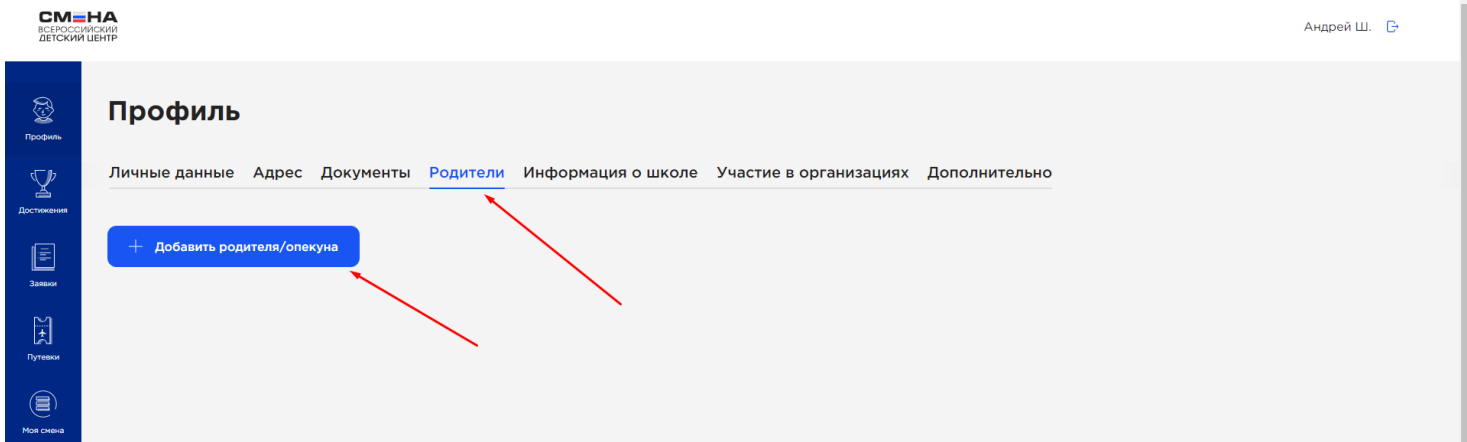 СМЕНА
ВСЕРОССИЙСКИЙ
ДЕТСКИЙ ЦЕНТР
Андрей Ш.
Профиль
Достижения
Заявки
Путевки
Моя смена
Профиль
Личные данные Адрес Документы Родители Информация о школе Участие в организациях Дополнительно
+ Добавить родителя/опекуна